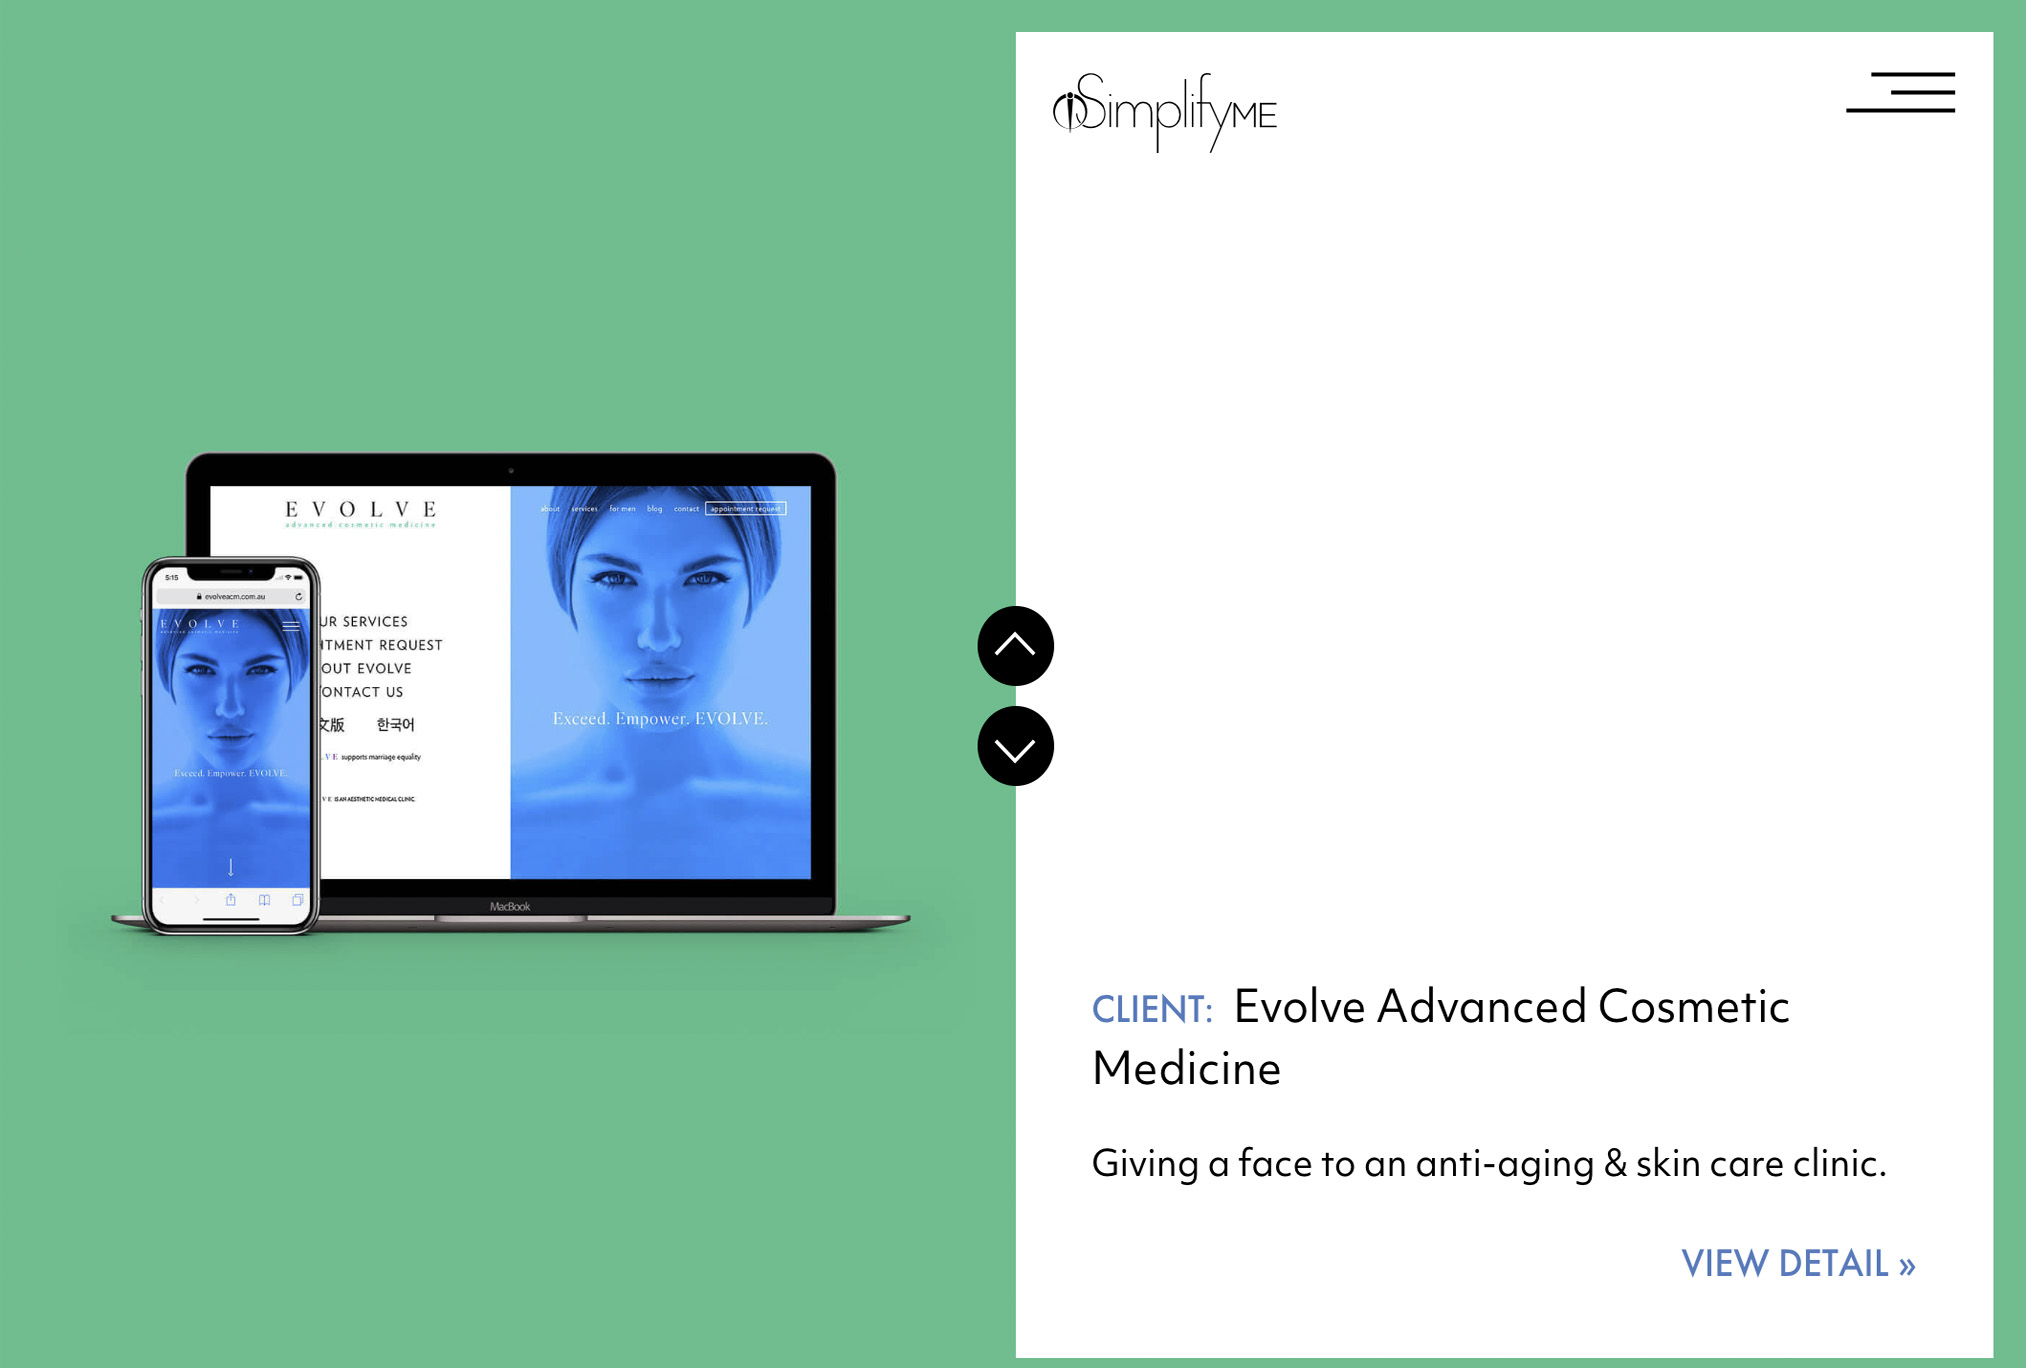 SimplifyME
EVOLVE
advanced cosmetic medicine
about services for men blog contact appointment request
UR SERVICES
TMENT REQUEST
OUT EVOLVE
ONTACT US
文版 한국어
VE supports marriage equality
VE IS AN AESTHETIC MEDICAL CLINIC
Exceed. Empower. EVOLVE.
MacBook
5:15
evolveacm.com.au
EVOLVE
advanced cosmetic medicine
Exceed. Empower. EVOLVE.
CLIENT: Evolve Advanced Cosmetic
Medicine
Giving a face to an anti-aging & skin care clinic.
VIEW DETAIL »